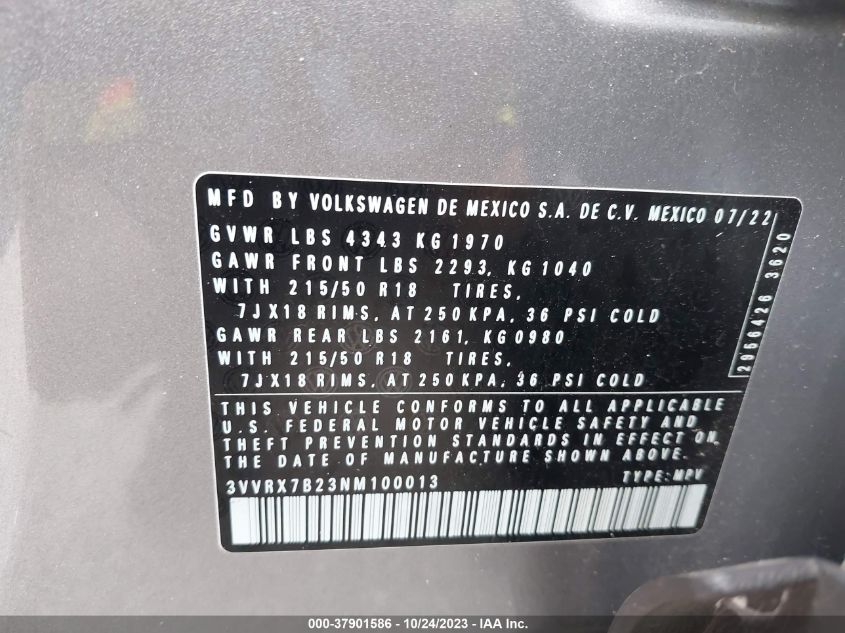 MFD BY VOLKSWAGEN DE MEXICO S.A. DE C.V. MEXICO 07/22
GVWR LBS 4343 KG 1970
GAWR FRONT LBS 2293, KG 1040
WITH 215/50 R18 TIRES,
7JX18 RIMS, AT 250 KPA, 36 PSI COLD
GAWR REAR LBS 2161, KG 0980
WITH 215/50 R18 TIRES,
7JX18 RIMS, AT 250 KPA, 36 PSI COLD
2956426 3620
THIS VEHICLE CONFORMS TO ALL APPLICABLE
U.S. FEDERAL MOTOR VEHICLE SAFETY AND
THEFT PREVENTION STANDARDS IN EFFECT ON
THE DATE OF MANUFACTURE SHOWN ABOVE.
3VVRX7B23NM100013 TYPE: MPV
000-37901586 - 10/24/2023 - IAA Inc.